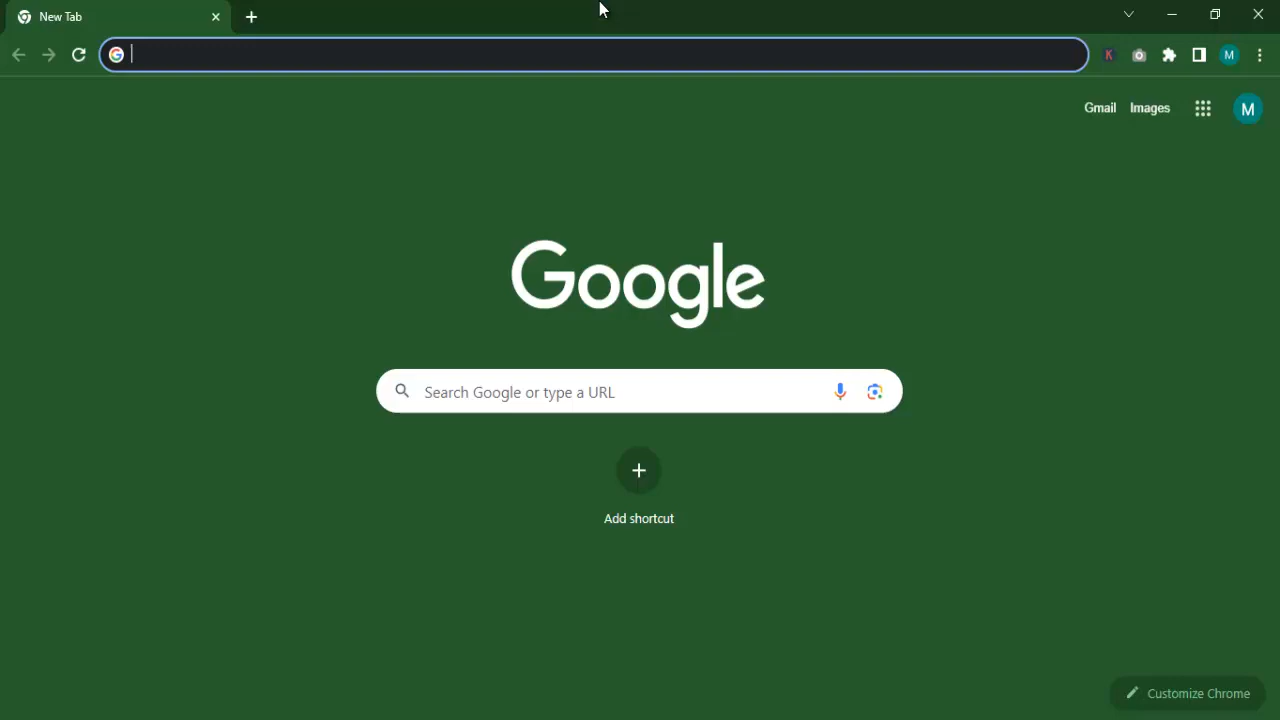 New Tab
K
M
Gmail Images
M
Google
Search Google or type a URL
Add shortcut
Customize Chrome